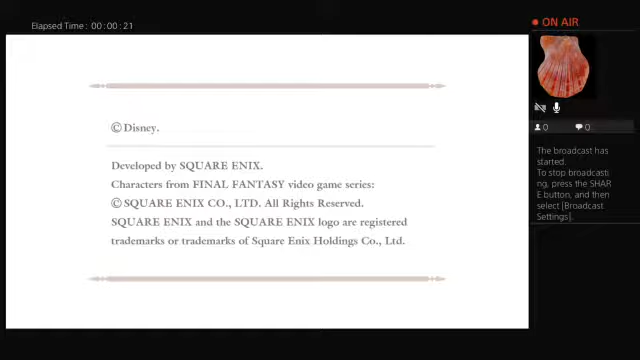 Elapsed Time : 00:00:21
ON AIR
0 0
© Disney.
Developed by SQUARE ENIX.
Characters from FINAL FANTASY video game series:
© SQUARE ENIX CO., LTD. All Rights Reserved.
SQUARE ENIX and the SQUARE ENIX logo are registered
trademarks or trademarks of Square Enix Holdings Co., Ltd.
The broadcast has
started.
To stop broadcasti
ng, press the SHAR
E button, and then
select [Broadcast
Settings].